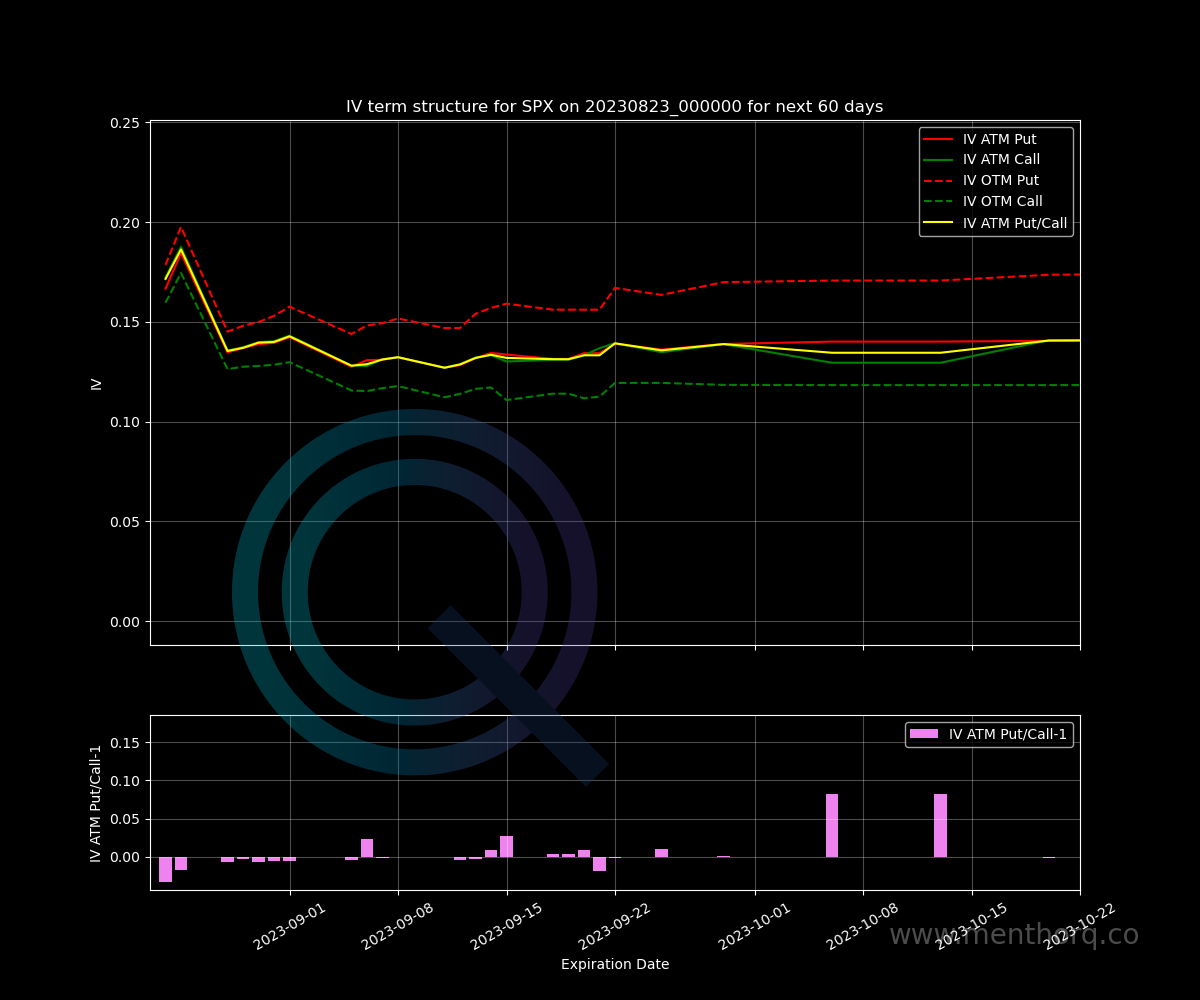 IV term structure for SPX on 20230823_000000 for next 60 days
0.25
0.20
0.15
0.10
0.05
0.00
IV
IV ATM Put
IV ATM Call
IV OTM Put
IV OTM Call
IV ATM Put/Call
0.15
0.10
0.05
0.00
IV ATM Put/Call-1
IV ATM Put/Call-1
2023-09-01
2023-09-08
2023-09-15
2023-09-22
2023-10-01
2023-10-08
2023-10-15
2023-10-22
www.menthorq.co
Expiration Date